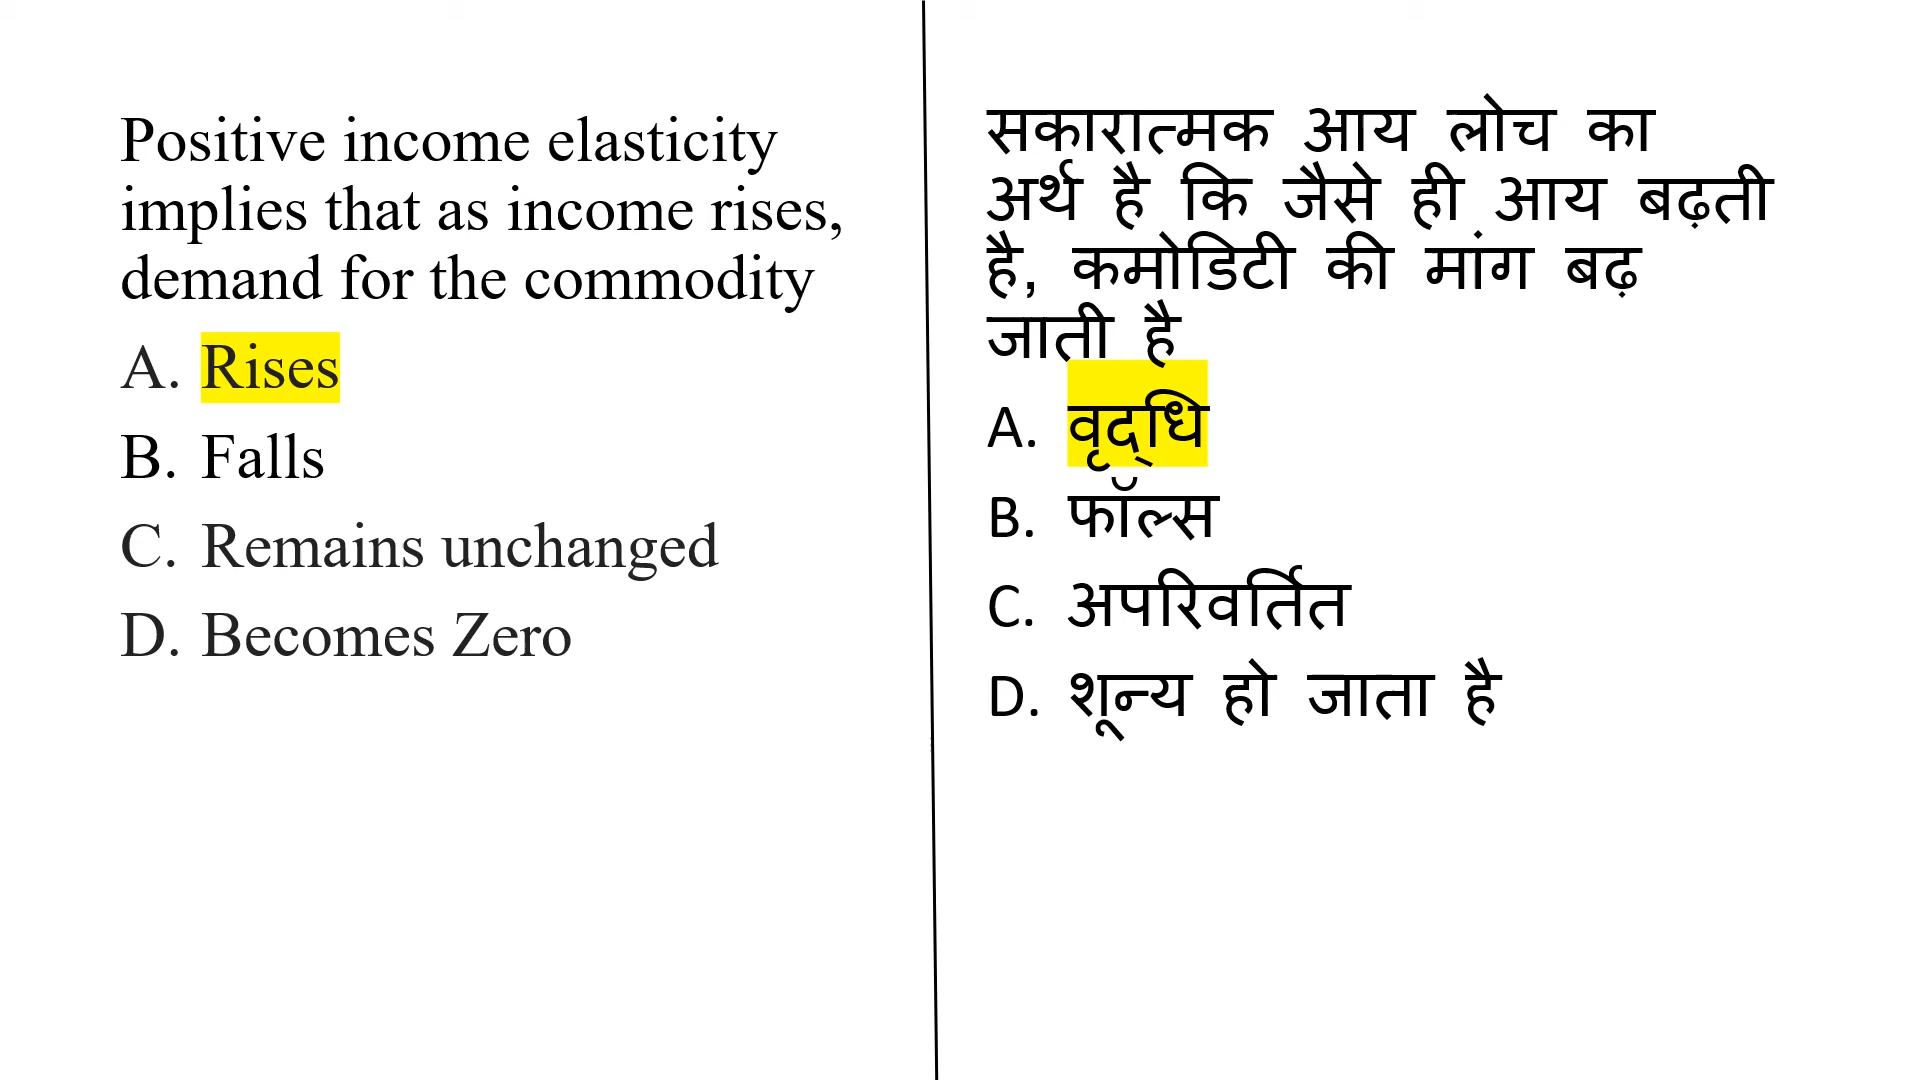 Positive income elasticity
implies that as income rises,
demand for the commodity
A. Rises
B. Falls
C. Remains unchanged
D. Becomes Zero
सकारात्मक आय लोच का
अर्थ है कि जैसे ही आय बढ़ती
है, कमोडिटी की मांग बढ़
जाती है
A. वृद्‌धि
B. फॉल्स
C. अपरिवर्तित
D. शून्य हो जाता है